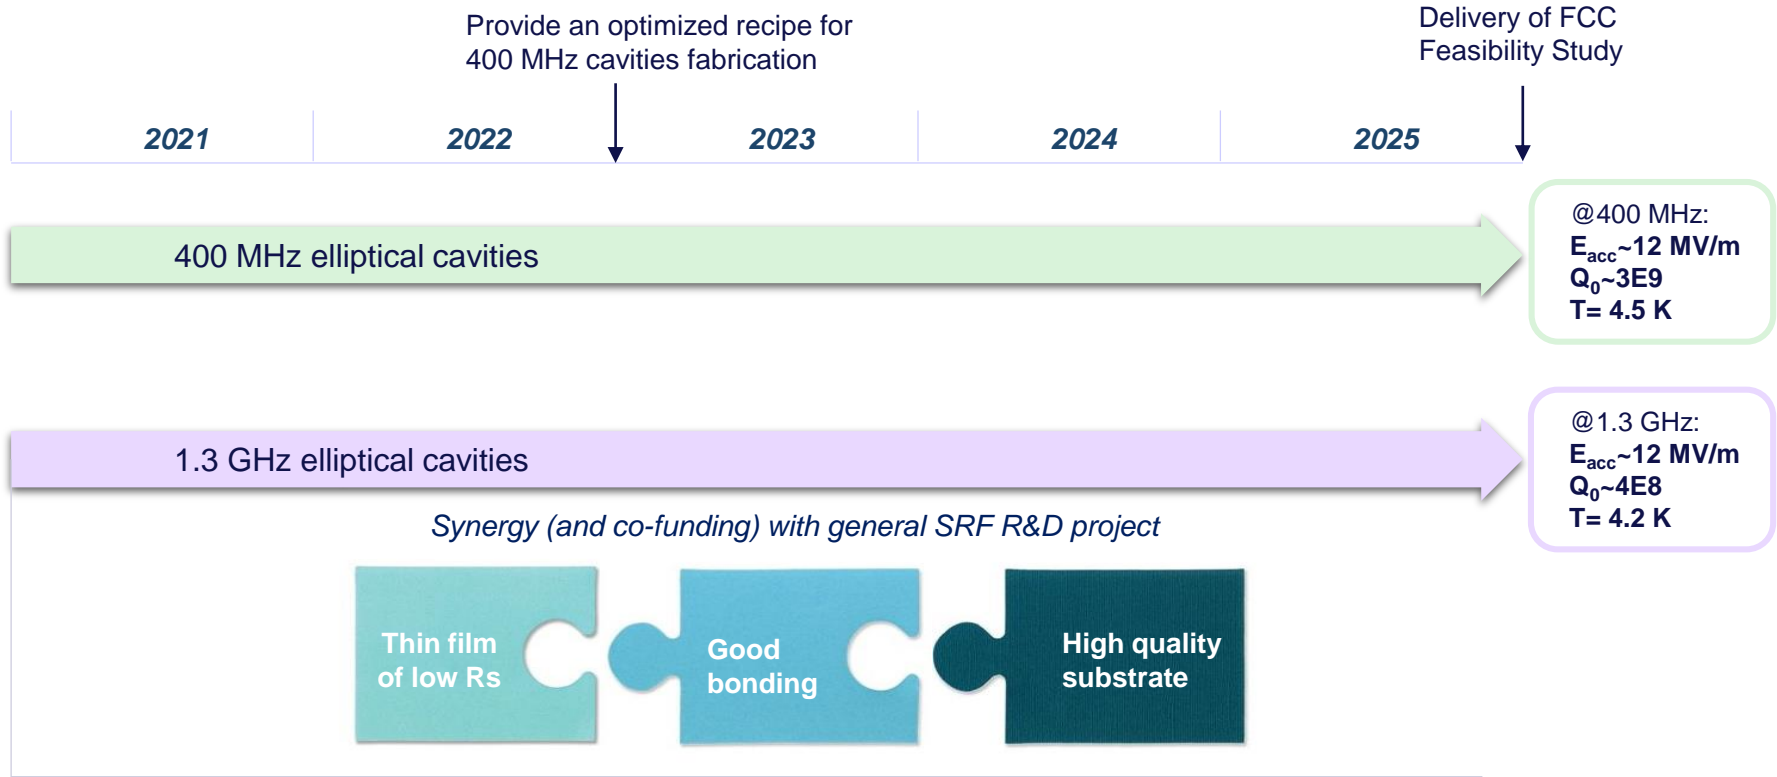 Provide an optimized recipe for
400 MHz cavities fabrication
Delivery of FCC
Feasibility Study
2021
2022
2023
2024
2025
400 MHz elliptical cavities
@400 MHz:
Eacc~12 MV/m
Q0~3E9
T= 4.5 K
1.3 GHz elliptical cavities
@1.3 GHz:
Eacc~12 MV/m
Q0~4E8
T= 4.2 K
Synergy (and co-funding) with general SRF R&D project
Thin film
of low Rs
Good
bonding
High quality
substrate